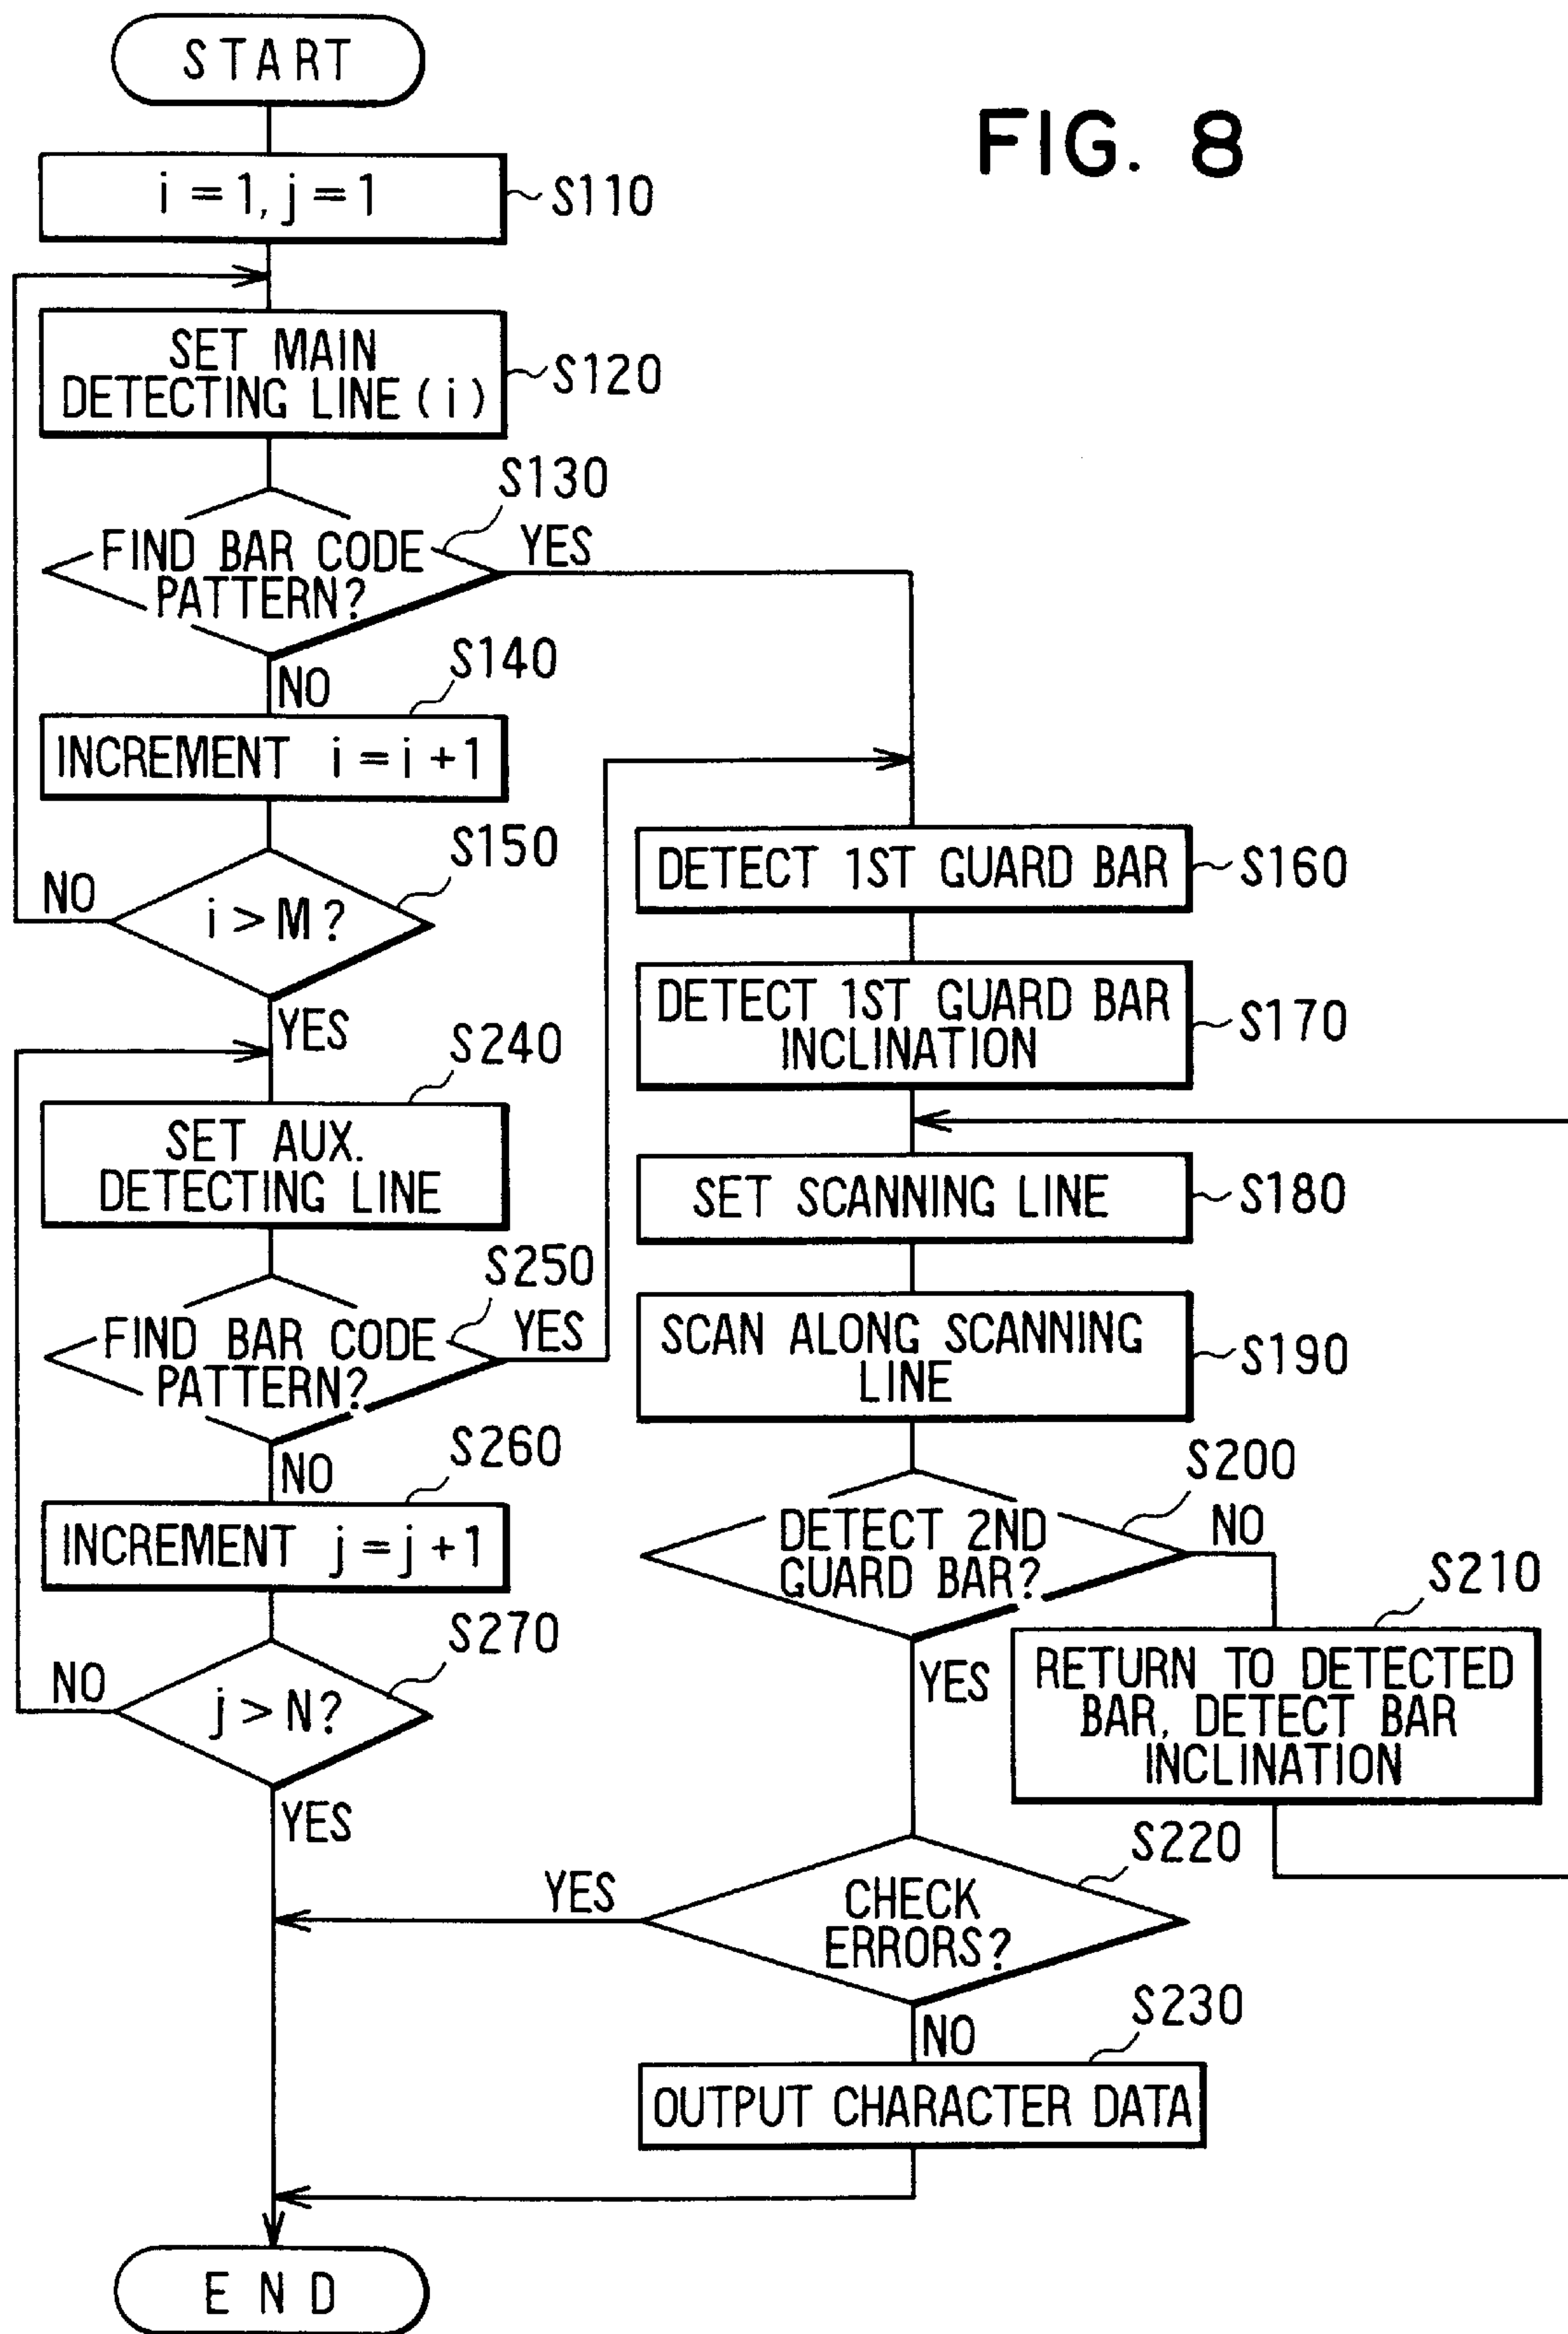 START
FIG. 8
i = 1, j = 1
S110
SET MAIN
DETECTING LINE (i)
S120
S130
FIND BAR CODE
PATTERN?
YES
NO
S140
INCREMENT i = i + 1
S150
i > M?
NO
YES
S240
SET AUX.
DETECTING LINE
S250
FIND BAR CODE
PATTERN?
YES
NO
S260
INCREMENT j = j + 1
S270
j > N?
NO
YES
DETECT 1ST GUARD BAR
S160
DETECT 1ST GUARD BAR
INCLINATION
S170
SET SCANNING LINE
S180
SCAN ALONG SCANNING
LINE
S190
S200
DETECT 2ND
GUARD BAR?
NO
YES
S210
RETURN TO DETECTED
BAR, DETECT BAR
INCLINATION
S220
CHECK
ERRORS?
YES
NO
S230
OUTPUT CHARACTER DATA
END